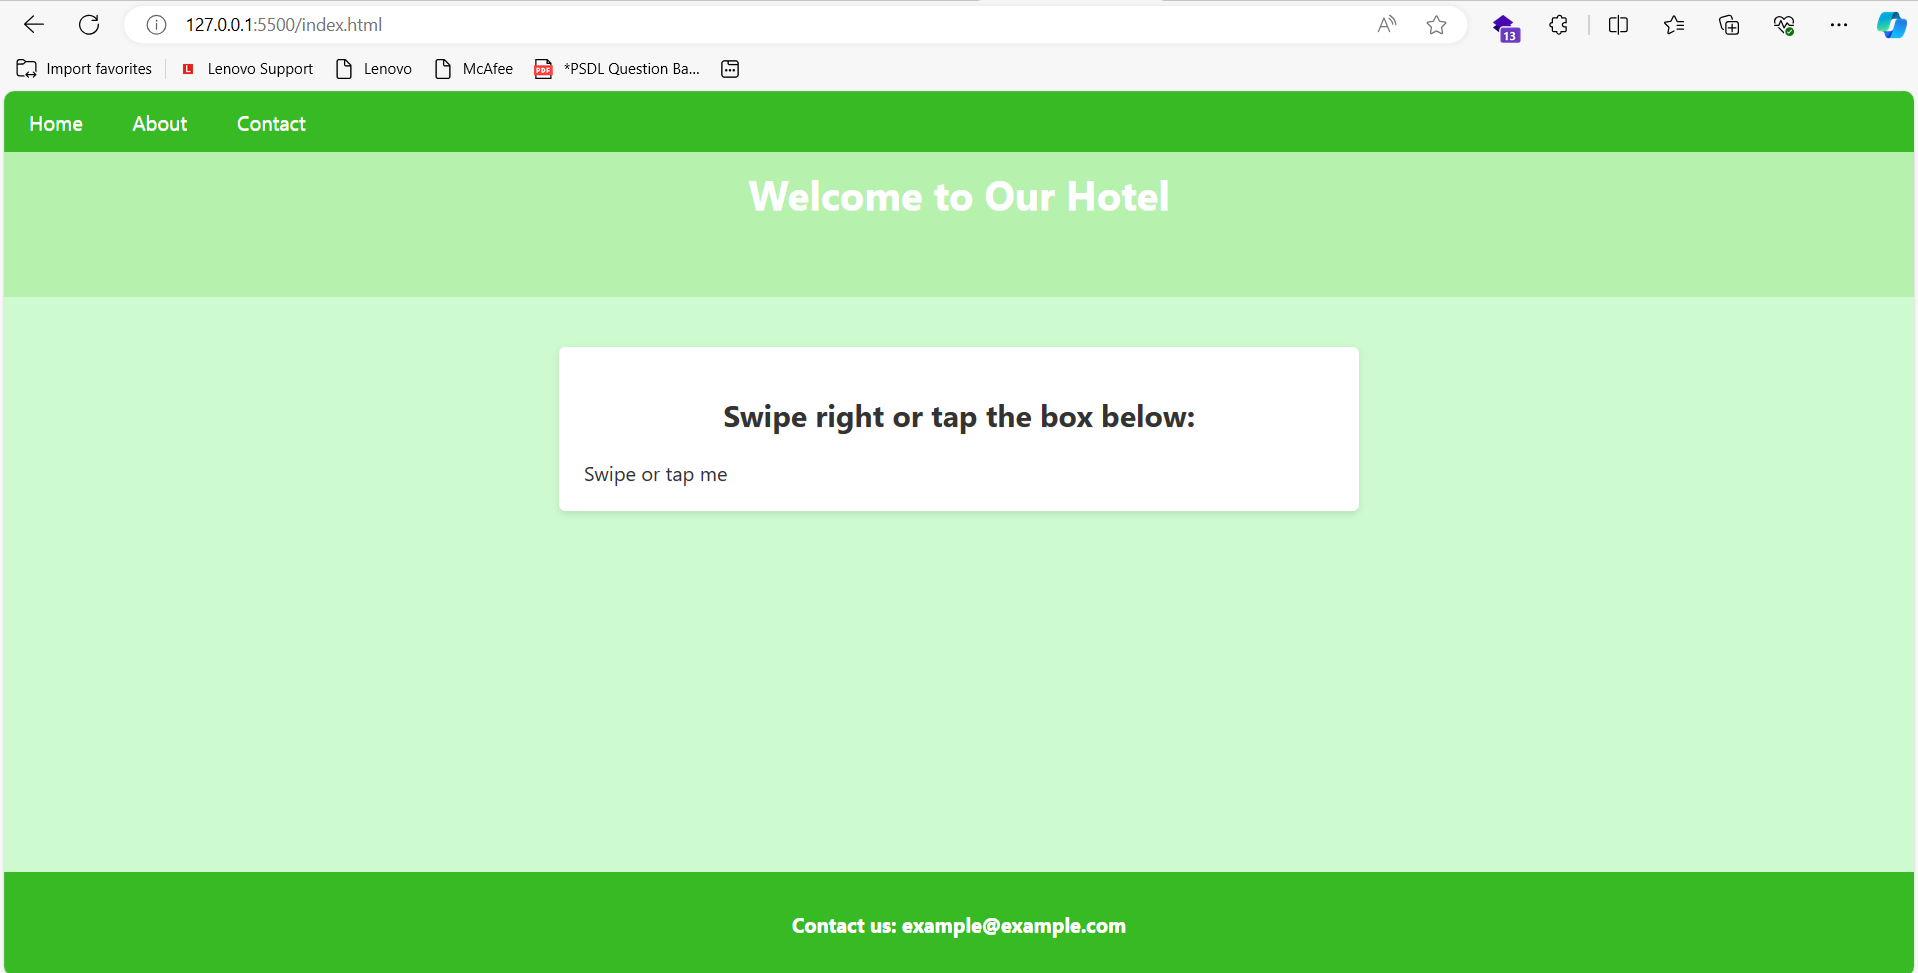 127.0.0.1:5500/index.html
13
Import favorites
L Lenovo Support
Lenovo
McAfee
PDF *PSDL Question Ba...
Home About Contact
Welcome to Our Hotel
Swipe right or tap the box below:
Swipe or tap me
Contact us: example@example.com